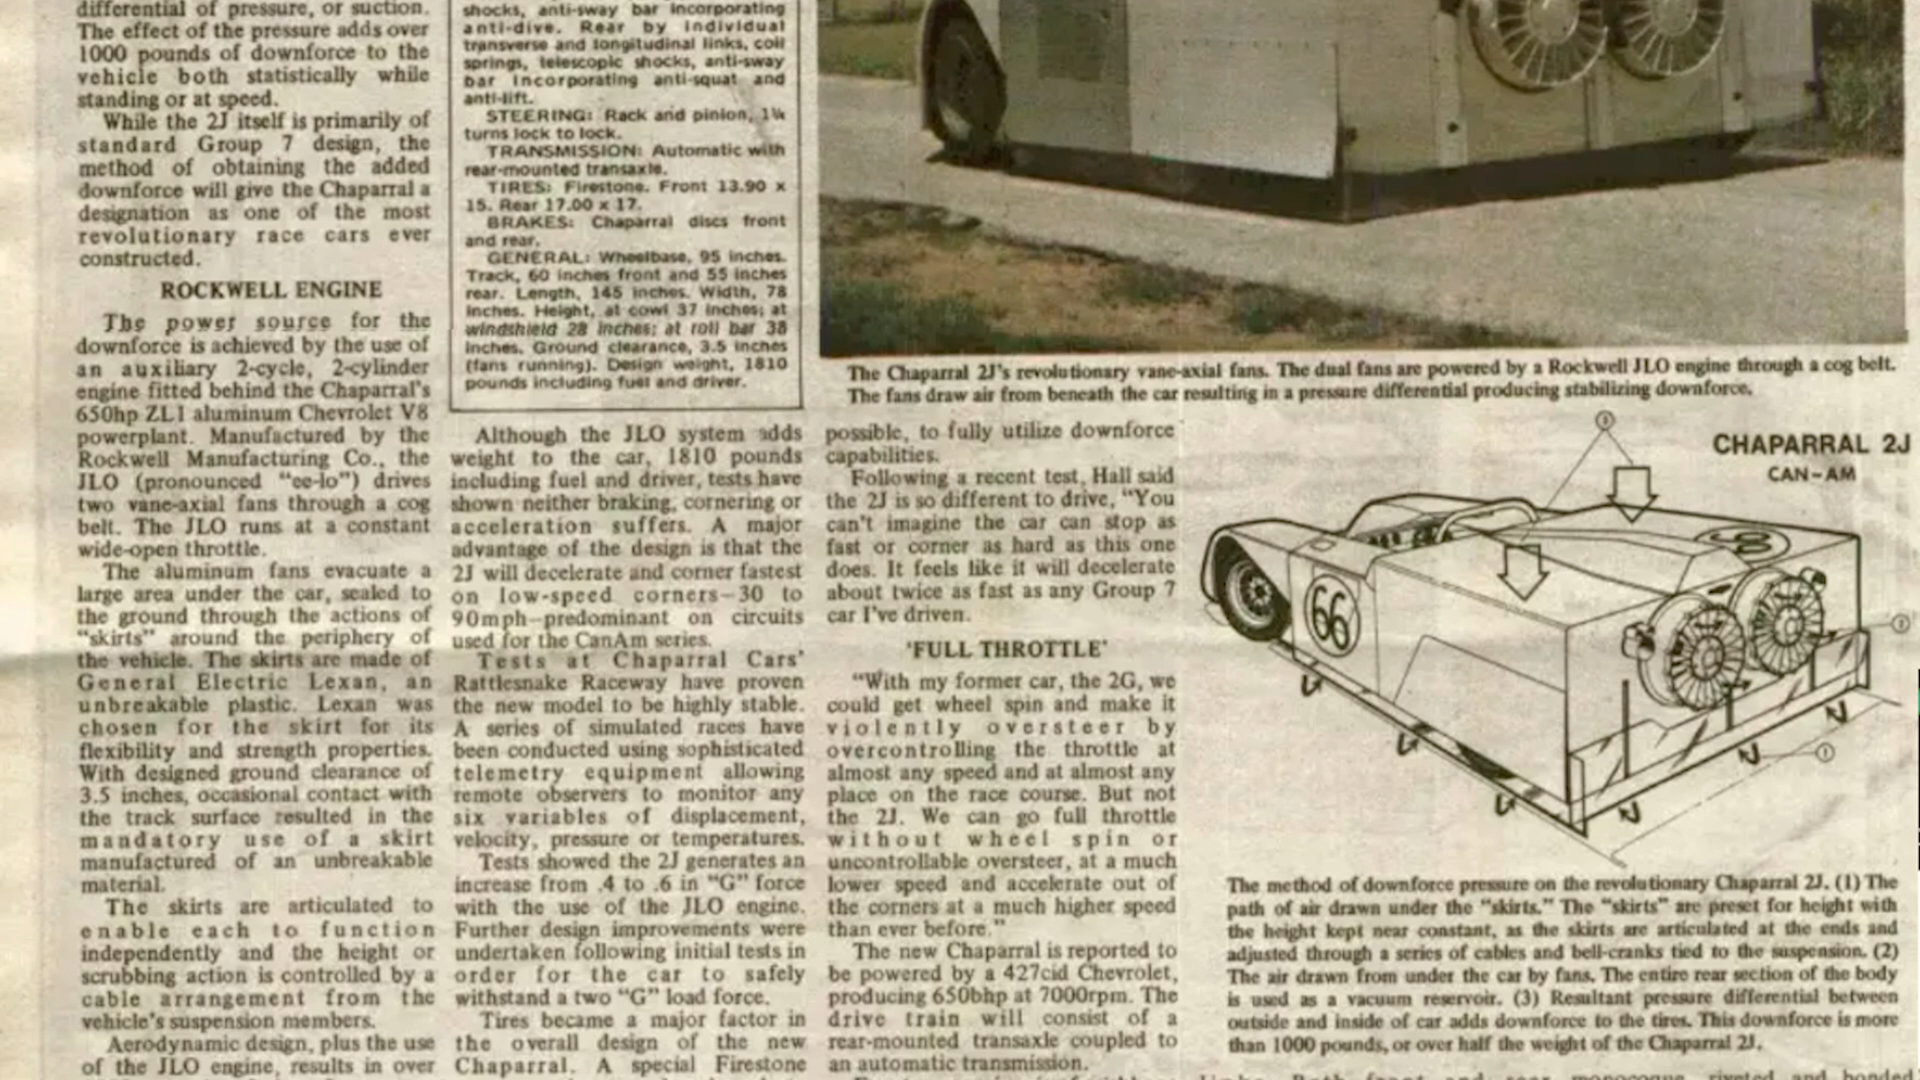 differential of pressure, or suction.
The effect of the pressure adds over
1000 pounds of downforce to the
vehicle both statistically while
standing or at speed.
While the 2J itself is primarily of
standard Group 7 design, the
method of obtaining the added
downforce will give the Chaparral a
designation as one of the most
revolutionary race cars ever
constructed.
ROCKWELL ENGINE
The power source for the
downforce is achieved by the use of
an auxiliary 2-cycle, 2-cylinder
engine fitted behind the Chaparral's
650hp ZL1 aluminum Chevrolet V8
powerplant. Manufactured by the
Rockwell Manufacturing Co., the
JLO (pronounced "ee-lo") drives
two vane-axial fans through a cog
belt. The JLO runs at a constant
wide-open throttle.
The aluminum fans evacuate a
large area under the car, sealed to
the ground through the actions of
"skirts" around the periphery of
the vehicle. The skirts are made of
General Electric Lexan, an
unbreakable plastic. Lexan was
chosen for the skirt for its
flexibility and strength properties.
With designed ground clearance of
3.5 inches, occasional contact with
the track surface resulted in the
mandatory use of a skirt
manufactured of an unbreakable
material.
The skirts are articulated to
enable each to function
independently and the height or
scrubbing action is controlled by a
cable arrangement from the
vehicle's suspension members.
Aerodynamic design, plus the use
of the JLO engine, results in over
shocks, anti-sway bar incorporating
anti-dive. Rear by individual
transverse and longitudinal links, coil
springs, telescopic shocks, anti-sway
bar incorporating anti-squat and
anti-lift.
STEERING: Rack and pinion, 1¼
turns lock to lock.
TRANSMISSION: Automatic with
rear-mounted transaxle.
TIRES: Firestone. Front 13.90 x
15. Rear 17.00 x 17.
BRAKES: Chaparral discs front
and rear.
GENERAL: Wheelbase, 95 inches.
Track, 60 inches front and 55 inches
rear. Length, 145 inches. Width, 78
inches. Height, at cowl 37 inches; at
windshield 28 inches; at roll bar 38
inches. Ground clearance, 3.5 inches
(fans running). Design weight, 1810
pounds including fuel and driver.
Although the JLO system adds
weight to the car, 1810 pounds
including fuel and driver, tests have
shown neither braking, cornering or
acceleration suffers. A major
advantage of the design is that the
2J will decelerate and corner fastest
on low-speed corners—30 to
90mph—predominant on circuits
used for the CanAm series.
Tests at Chaparral Cars'
Rattlesnake Raceway have proven
the new model to be highly stable.
A series of simulated races have
been conducted using sophisticated
telemetry equipment allowing
remote observers to monitor any
six variables of displacement,
velocity, pressure or temperatures.
Tests showed the 2J generates an
increase from .4 to .6 in "G" force
with the use of the JLO engine.
Further design improvements were
undertaken following initial tests in
order for the car to safely
withstand a two "G" load force.
Tires became a major factor in
the overall design of the new
Chaparral. A special Firestone
The Chaparral 2J's revolutionary vane-axial fans. The dual fans are powered by a Rockwell JLO engine through a cog belt.
The fans draw air from beneath the car resulting in a pressure differential producing stabilizing downforce.
possible, to fully utilize downforce
capabilities.
Following a recent test, Hall said
the 2J is so different to drive, "You
can't imagine the car can stop as
fast or corner as hard as this one
does. It feels like it will decelerate
about twice as fast as any Group 7
car I've driven.
'FULL THROTTLE'
"With my former car, the 2G, we
could get wheel spin and make it
violently oversteer by
overcontrolling the throttle at
almost any speed and at almost any
place on the race course. But not
the 2J. We can go full throttle
without wheel spin or
uncontrollable oversteer, at a much
lower speed and accelerate out of
the corners at a much higher speed
than ever before."
The new Chaparral is reported to
be powered by a 427cid Chevrolet,
producing 650bhp at 7000rpm. The
drive train will consist of a
rear-mounted transaxle coupled to
an automatic transmission.
CHAPARRAL 2J
CAN-AM
3
66
66
2
1
The method of downforce pressure on the revolutionary Chaparral 2J. (1) The
path of air drawn under the "skirts." The "skirts" are preset for height with
the height kept near constant, as the skirts are articulated at the ends and
adjusted through a series of cables and bell-cranks tied to the suspension. (2)
The air drawn from under the car by fans. The entire rear section of the body
is used as a vacuum reservoir. (3) Resultant pressure differential between
outside and inside of car adds downforce to the tires. This downforce is more
than 1000 pounds, or over half the weight of the Chaparral 2J.